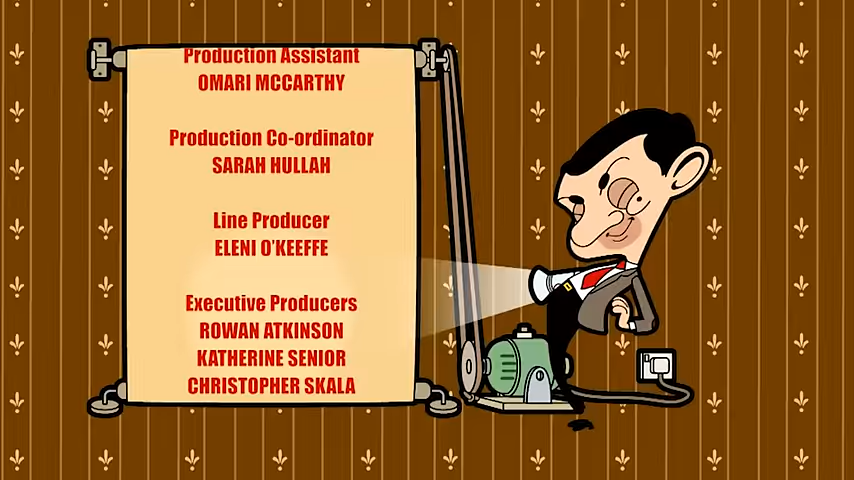 Production Assistant
OMARI MCCARTHY
Production Co-ordinator
SARAH HULLAH
Line Producer
ELENI O'KEEFFE
Executive Producers
ROWAN ATKINSON
KATHERINE SENIOR
CHRISTOPHER SKALA